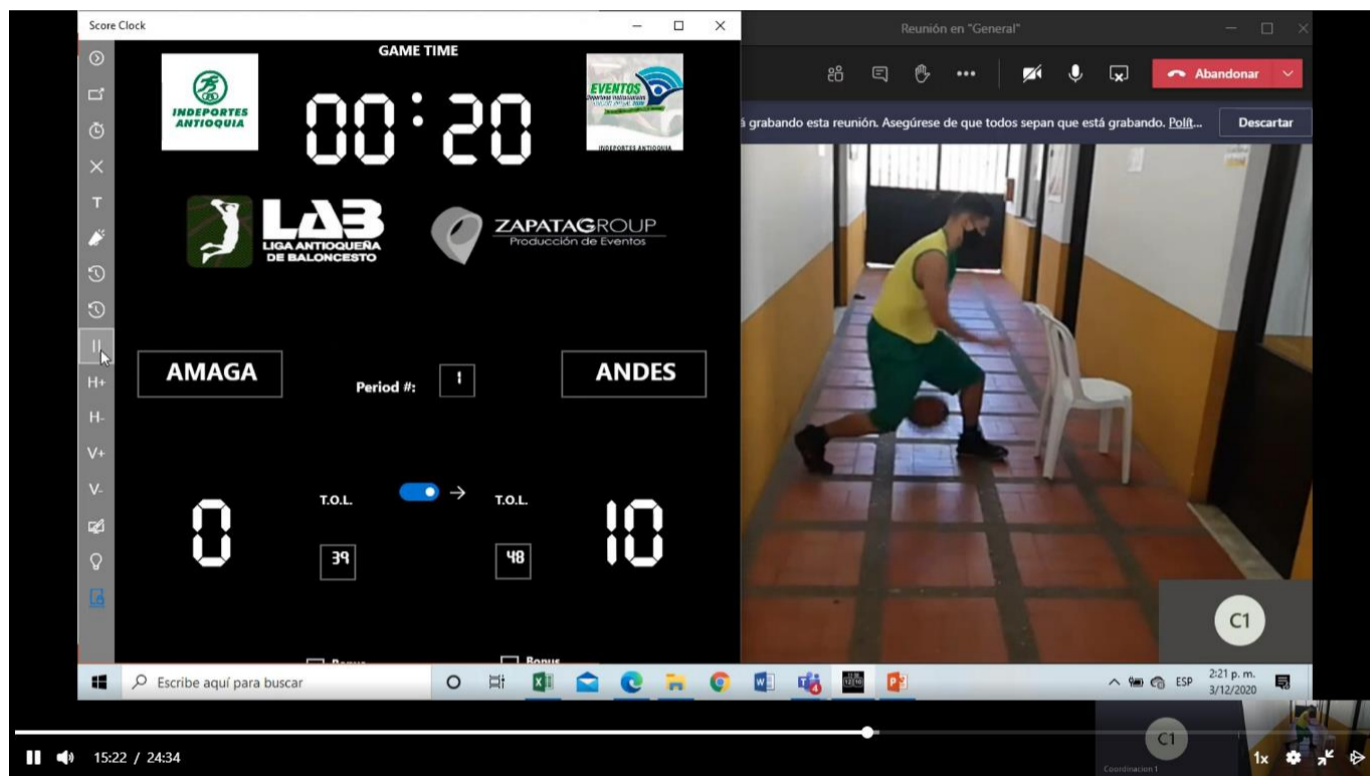 Score Clock
Reunión en "General"
GAME TIME
00:20
INDEPORTES
ANTIOQUIA
EVENTOS
INDEPORTES ANTIOQUIA
Abandonar
á grabando esta reunión. Asegúrese de que todos sepan que está grabando. Polít...
Descartar
T
LAB
LIGA ANTIOQUEÑA
DE BALONCESTO
ZAPATAGROUP
Producción de Eventos
AMAGA
Period #:
1
ANDES
H+
H-
V+
V-
T.O.L.
T.O.L.
0
39
48
10
Bonus
Bonus
C1
Escribe aquí para buscar
4
ESP
2:21 p. m.
3/12/2020
15:22 / 24:34
C1
Coordinacion 1
1x